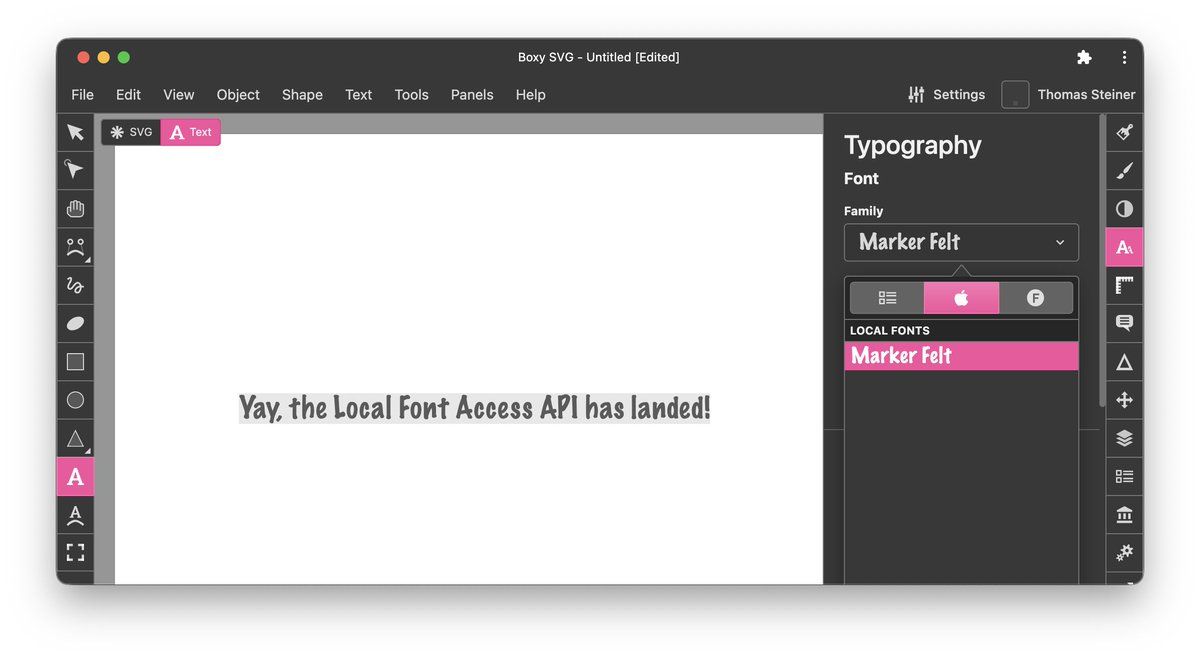 Boxy SVG - Untitled [Edited]
File Edit View Object Shape Text Tools Panels Help Settings Thomas Steiner
SVG A Text
Typography
Font
Family
Marker Felt
F
LOCAL FONTS
Marker Felt
Yay, the Local Font Access API has landed!